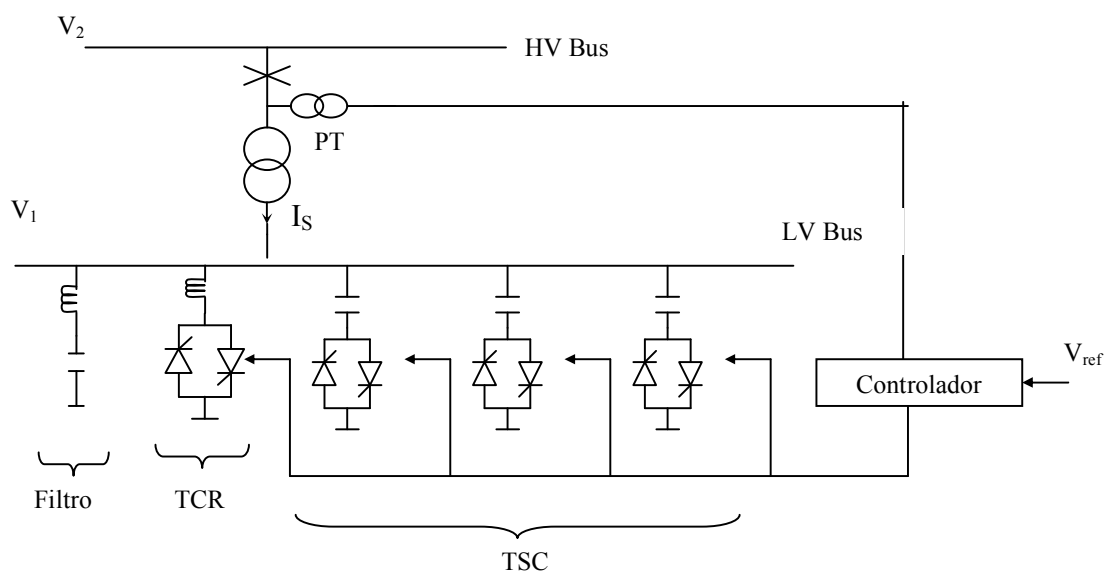 V2
HV Bus
PT
V1
IS
LV Bus
Vref
Controlador
Filtro
TCR
TSC